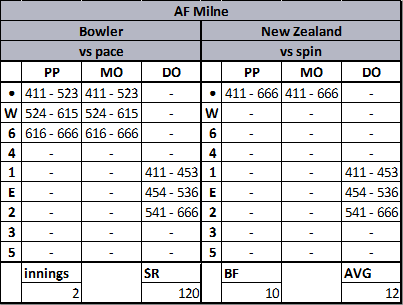 AF Milne
Bowler New Zealand
vs pace vs spin
PP MO DO PP MO DO
• 411 - 523 411 - 523 - • 411 - 666 411 - 666 -
W 524 - 615 524 - 615 - W - - -
6 616 - 666 616 - 666 - 6 - - -
4 - - - 4 - - -
1 - - 411 - 453 1 - - 411 - 453
E - - 454 - 536 E - - 454 - 536
2 - - 541 - 666 2 - - 541 - 666
3 - - - 3 - - -
5 - - - 5 - - -
innings SR BF AVG
2 120 10 12